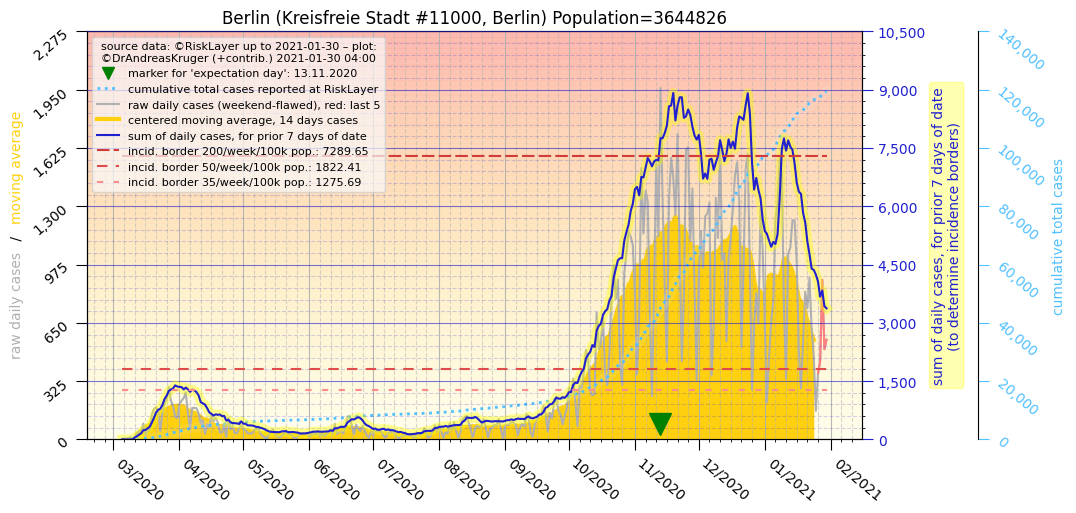 Berlin (Kreisfreie Stadt #11000, Berlin) Population=3644826
source data: ©RiskLayer up to 2021-01-30 – plot:
©DrAndreasKruger (+contrib.) 2021-01-30 04:00
marker for 'expectation day': 13.11.2020
cumulative total cases reported at RiskLayer
raw daily cases (weekend-flawed), red: last 5
centered moving average, 14 days cases
sum of daily cases, for prior 7 days of date
incid. border 200/week/100k pop.: 7289.65
incid. border 50/week/100k pop.: 1822.41
incid. border 35/week/100k pop.: 1275.69
raw daily cases / moving average
2,275
1,950
1,625
1,300
975
650
325
0
03/2020
04/2020
05/2020
06/2020
07/2020
08/2020
09/2020
10/2020
11/2020
12/2020
01/2021
02/2021
10,500
9,000
7,500
6,000
4,500
3,000
1,500
0
sum of daily cases, for prior 7 days of date
(to determine incidence borders)
140,000
120,000
100,000
80,000
60,000
40,000
20,000
0
cumulative total cases